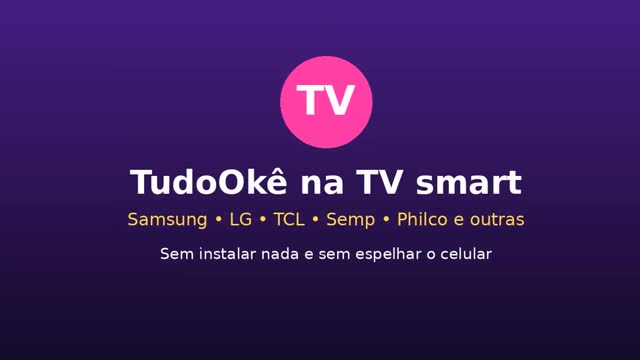 TV
TudoOkê na TV smart
Samsung • LG • TCL • Semp • Philco e outras
Sem instalar nada e sem espelhar o celular